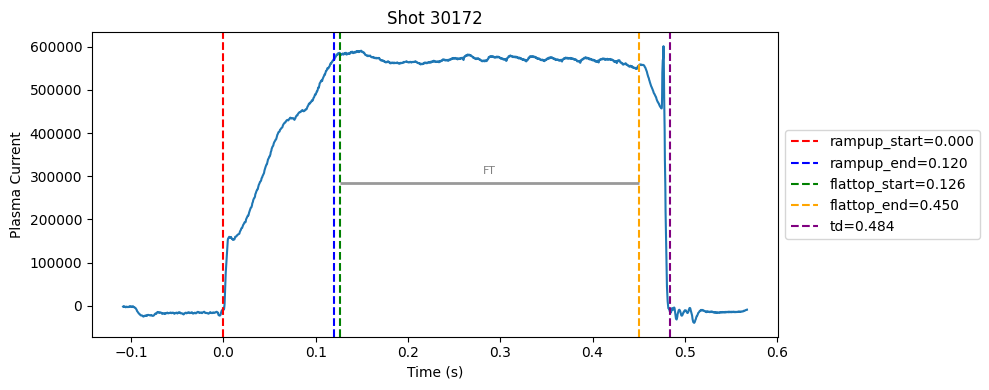 Shot 30172
Plasma Current
600000
500000
400000
300000
200000
100000
0
FT
−0.1
0.0
0.1
0.2
0.3
0.4
0.5
0.6
Time (s)
rampup_start=0.000
rampup_end=0.120
flattop_start=0.126
flattop_end=0.450
td=0.484